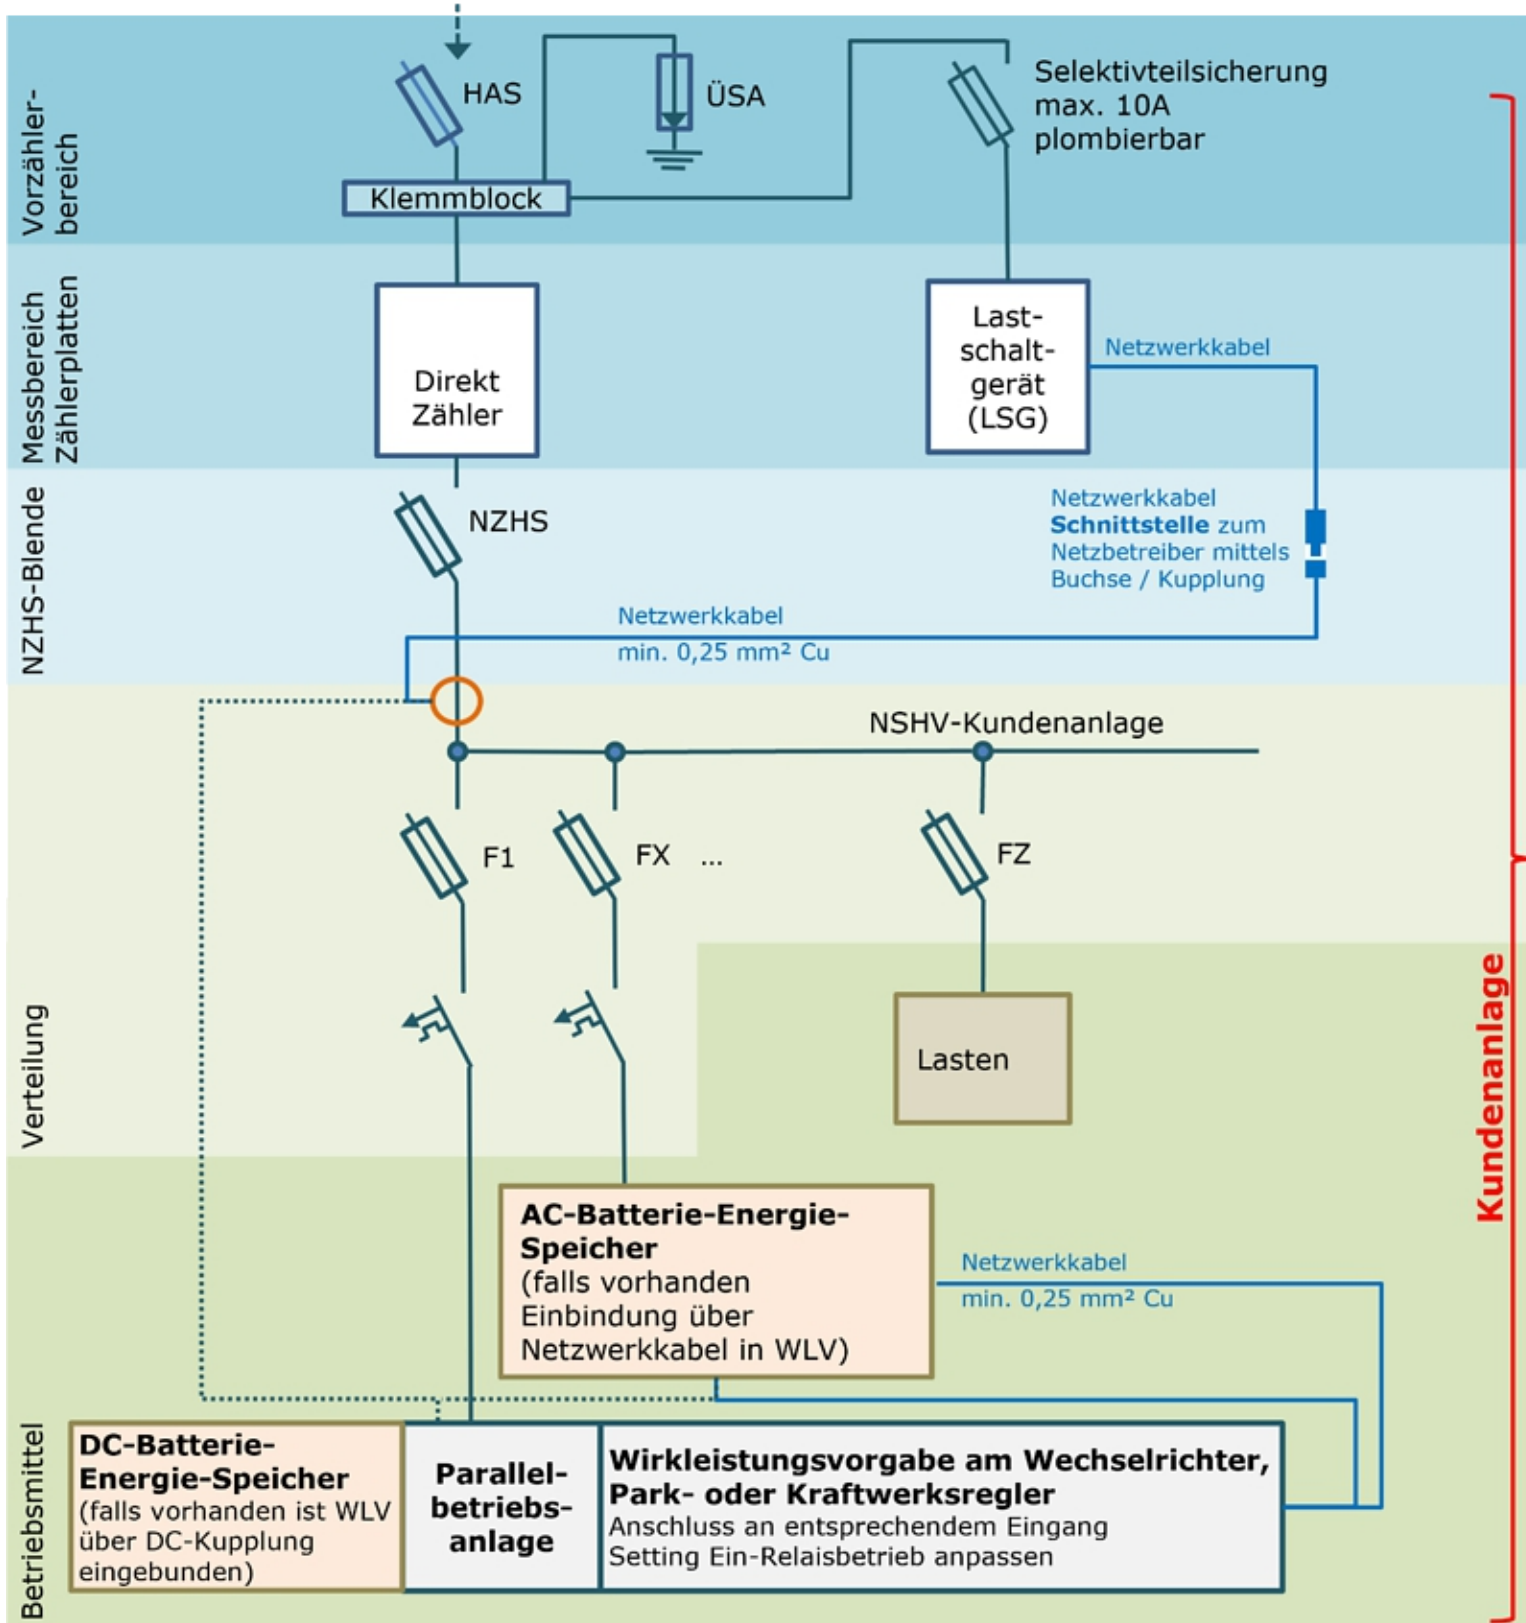 Vorzähler-
bereich
HAS
ÜSA
Selektivteilsicherung
max. 10A
plombierbar
Klemmblock
Messbereich
Zählerplatten
Direkt
Zähler
Last-
schalt-
gerät
(LSG)
Netzwerkkabel
NZHS-Blende
NZHS
Netzwerkkabel
Schnittstelle zum
Netzbetreiber mittels
Buchse / Kupplung
Netzwerkkabel
min. 0,25 mm² Cu
NSHV-Kundenanlage
F1
FX ...
FZ
Verteilung
Lasten
Kundenanlage
AC-Batterie-Energie-
Speicher
(falls vorhanden
Einbindung über
Netzwerkkabel in WLV)
Netzwerkkabel
min. 0,25 mm² Cu
Betriebsmittel
DC-Batterie-
Energie-Speicher
(falls vorhanden ist WLV
über DC-Kupplung
eingebunden)
Parallel-
betriebs-
anlage
Wirkleistungsvorgabe am Wechselrichter,
Park- oder Kraftwerksregler
Anschluss an entsprechendem Eingang
Setting Ein-Relaisbetrieb anpassen